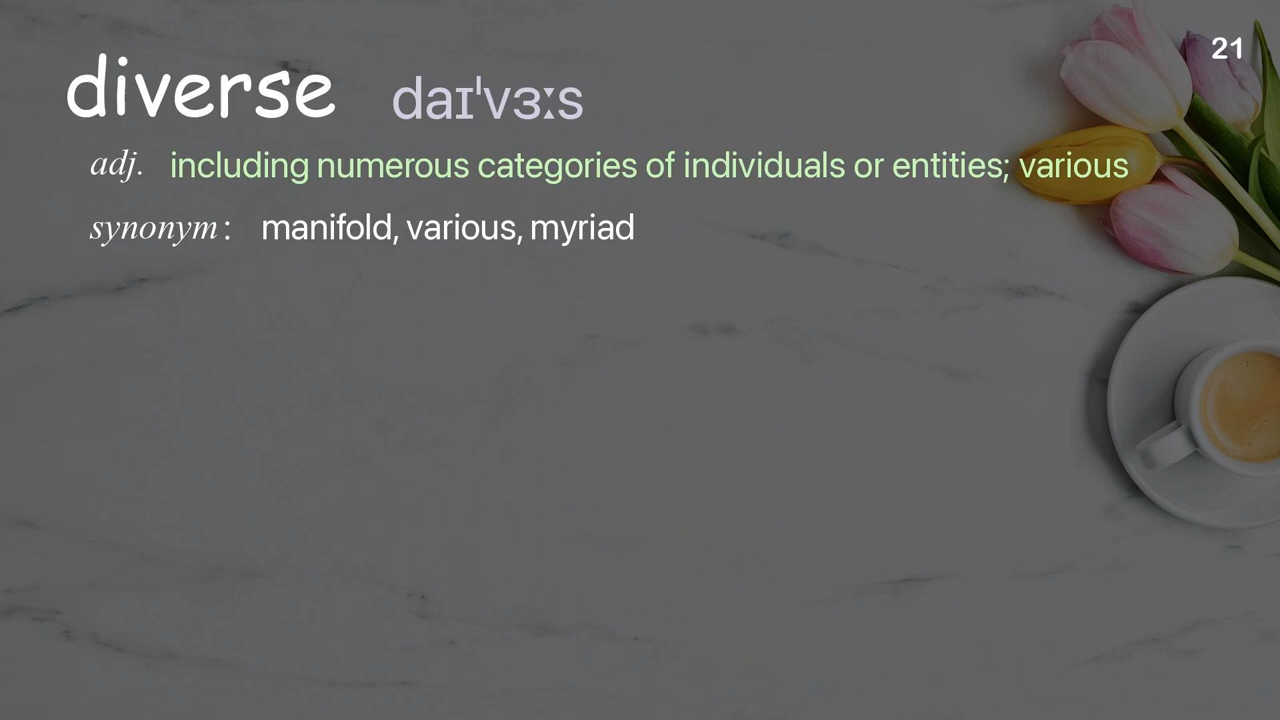 21
diverse daɪˈvɜːs
adj. including numerous categories of individuals or entities; various
synonym: manifold, various, myriad